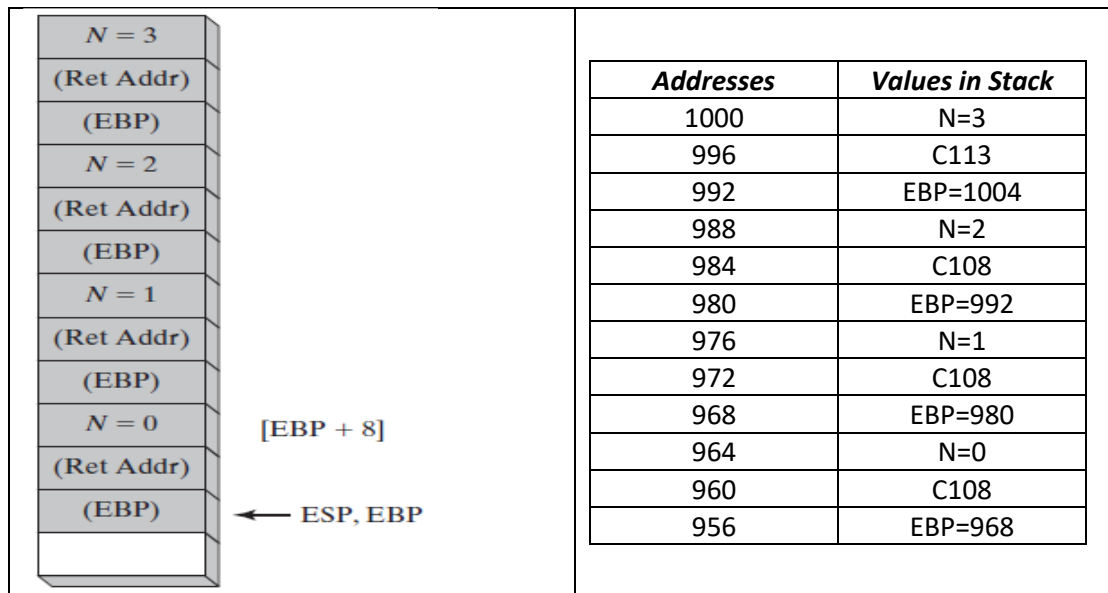 N = 3
(Ret Addr)
(EBP)
N = 2
(Ret Addr)
(EBP)
N = 1
(Ret Addr)
(EBP)
N = 0
[EBP + 8]
(Ret Addr)
(EBP)
ESP, EBP
Addresses Values in Stack
1000 N=3
996 C113
992 EBP=1004
988 N=2
984 C108
980 EBP=992
976 N=1
972 C108
968 EBP=980
964 N=0
960 C108
956 EBP=968